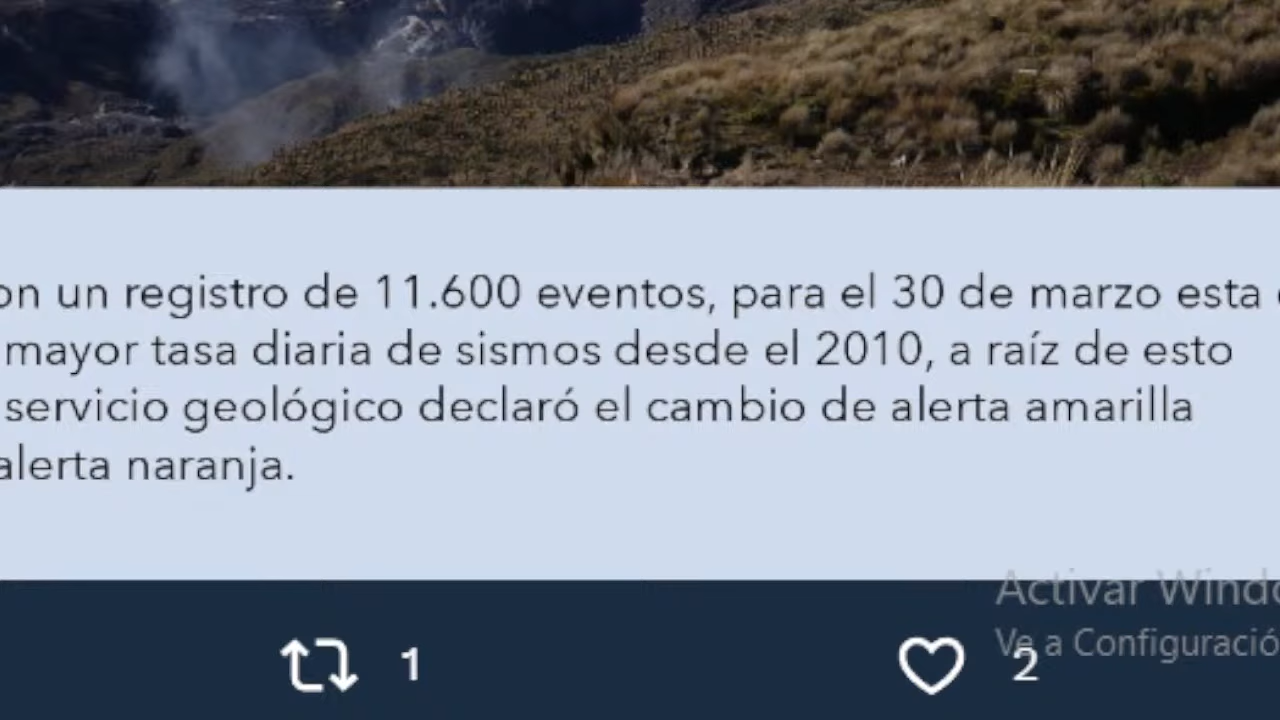 on un registro de 11.600 eventos, para el 30 de marzo esta
mayor tasa diaria de sismos desde el 2010, a raíz de esto
servicio geológico declaró el cambio de alerta amarilla
alerta naranja.
Activar Windo
Ve a Configuració
1
2